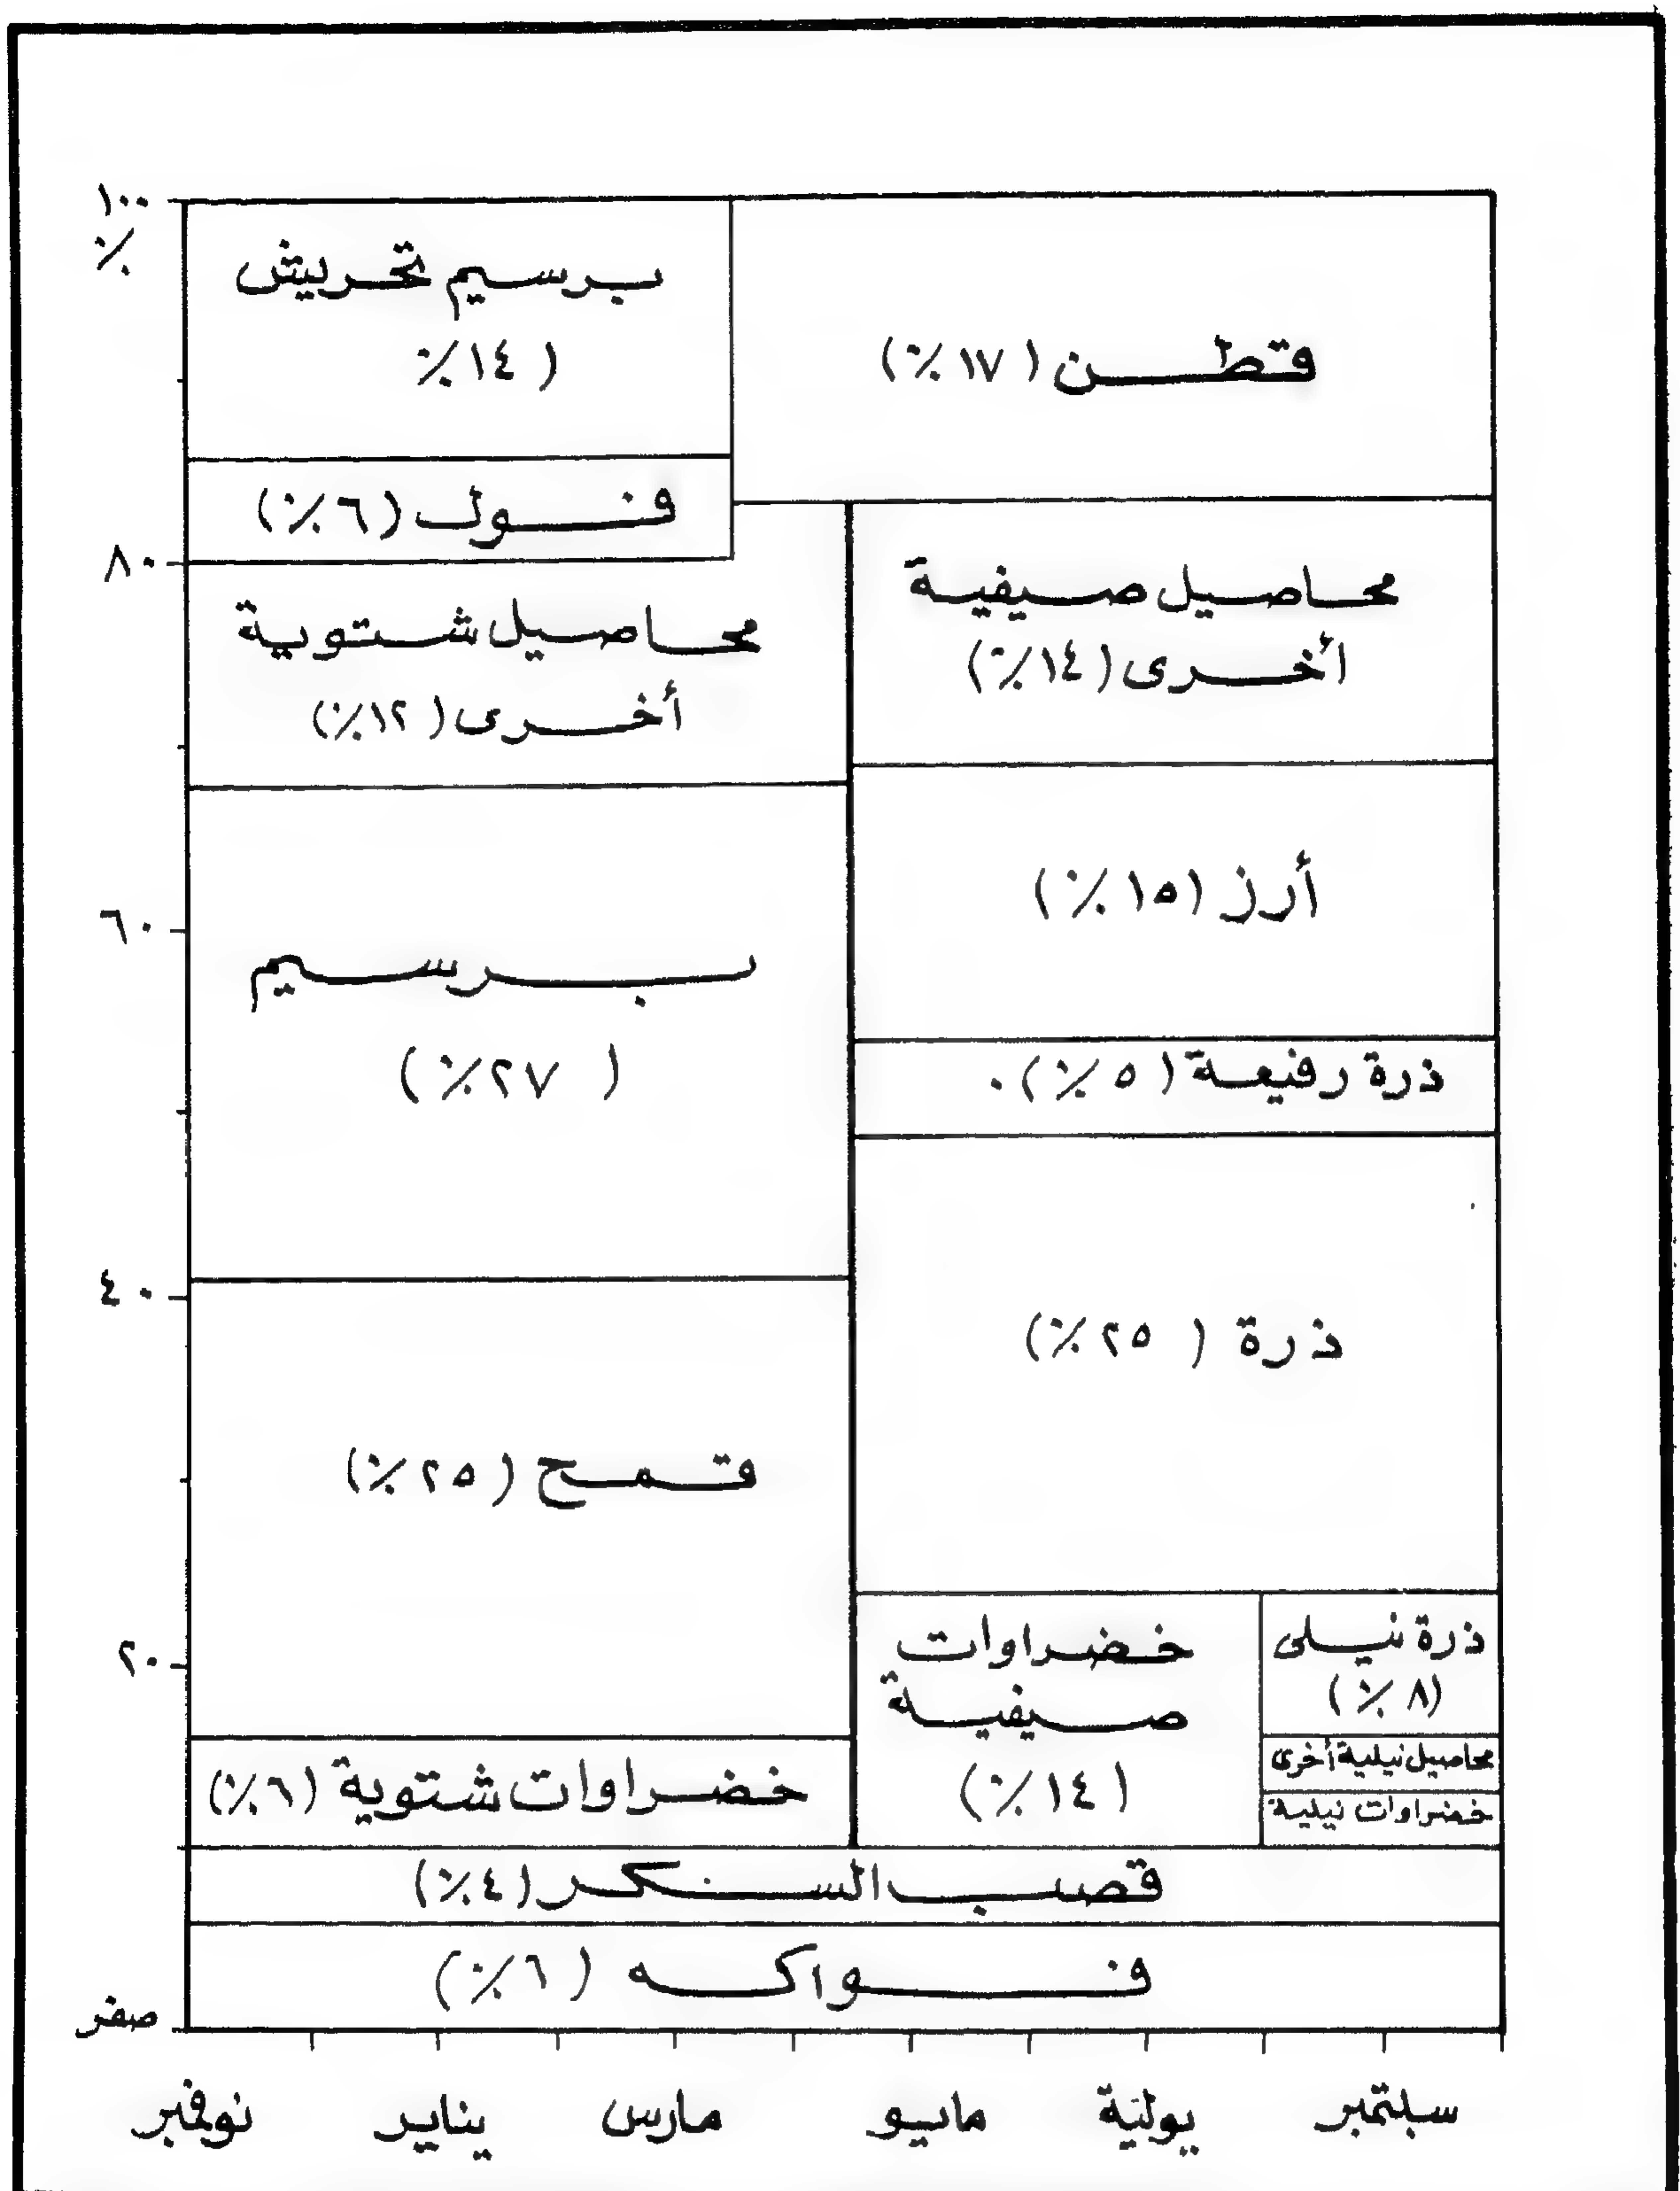 ١٠٠
٪
برسيم تحريش
(١٤٪
قطن (١٧٪)
فول (٦٪)
٨٠
محاصيل شتوية
أخرى (١٢٪)
محاصيل صيفية
أخرى (١٤٪)
أرز (١٥٪)
٦٠
برسيم
(٢٧٪)
ذرة رفيعة (٥٪).
٤٠
ذرة (٢٥٪)
قمح (٢٥٪)
٢٠
خضراوات
صيفية
(١٤٪)
ذرة نيلى
(٨٪)
محاصيل نيلية أخرى
خضراوات نيلية
خضراوات شتوية (٦٪)
قصب السكر (٤٪)
فواكه (٦٪)
صفر
نوفمبر يناير مارس مايو يولية سبتمبر